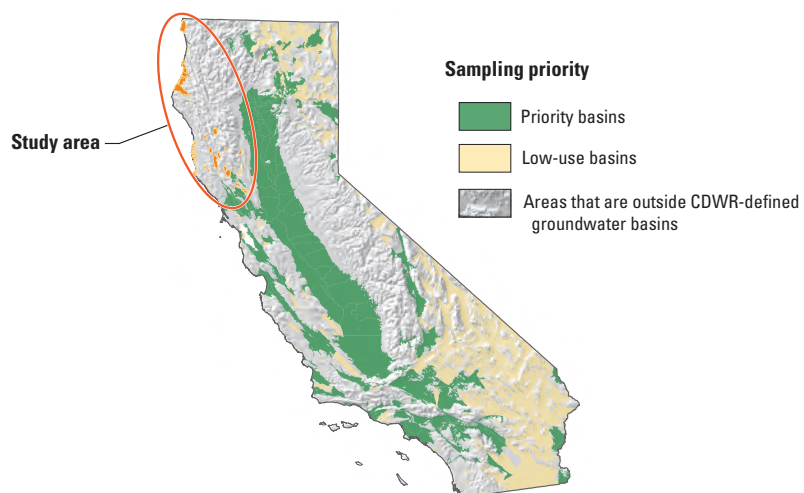 Sampling priority
Priority basins
Low-use basins
Areas that are outside CDWR-defined
groundwater basins
Study area